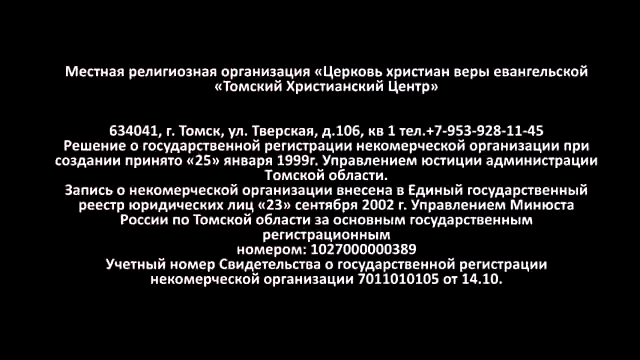 Местная религиозная организация «Церковь христиан веры евангельской
«Томский Христианский Центр»
634041, г. Томск, ул. Тверская, д.106, кв 1 тел.+7-953-928-11-45
Решение о государственной регистрации некомерческой организации при
создании принято «25» января 1999г. Управлением юстиции администрации
Томской области.
Запись о некомерческой организации внесена в Единый государственный
реестр юридических лиц «23» сентября 2002 г. Управлением Минюста
России по Томской области за основным государственным
регистрационным
номером: 1027000000389
Учетный номер Свидетельства о государственной регистрации
некомерческой организации 7011010105 от 14.10.